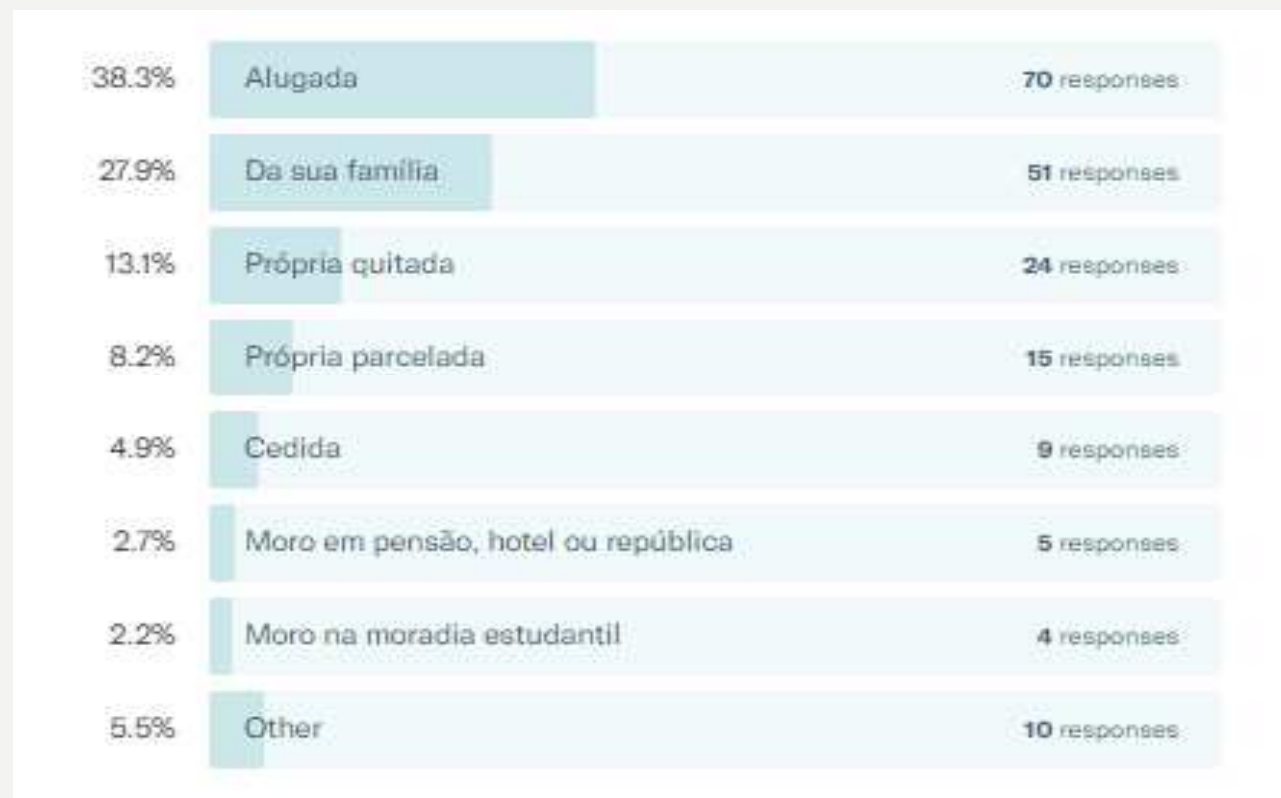 38.3% Alugada 70 responses
27.9% Da sua família 51 responses
13.1% Própria quitada 24 responses
8.2% Própria parcelada 15 responses
4.9% Cedida 9 responses
2.7% Moro em pensão, hotel ou república 5 responses
2.2% Moro na moradia estudantil 4 responses
5.5% Other 10 responses